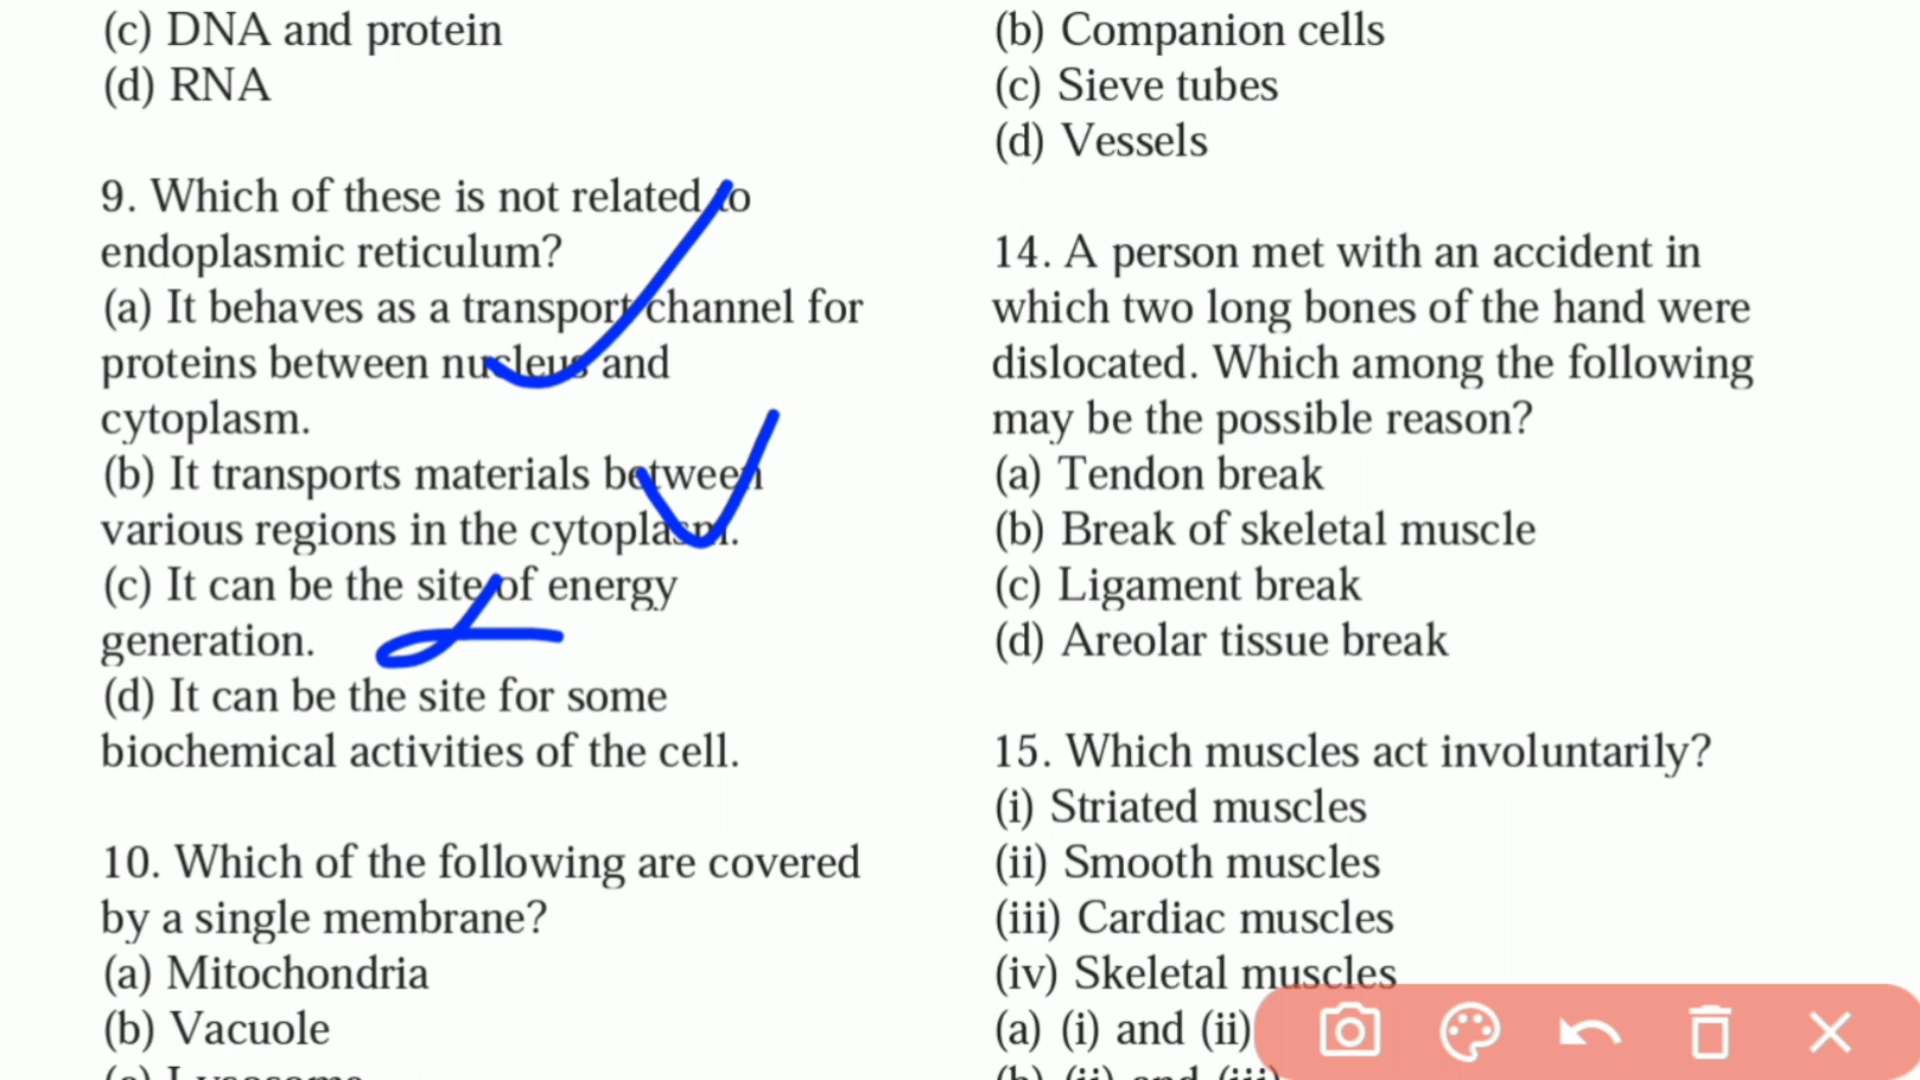 (c) DNA and protein
(d) RNA
9. Which of these is not related to
endoplasmic reticulum?
(a) It behaves as a transport channel for
proteins between nucleus and
cytoplasm.
(b) It transports materials between
various regions in the cytoplasm.
(c) It can be the site of energy
generation.
(d) It can be the site for some
biochemical activities of the cell.
10. Which of the following are covered
by a single membrane?
(a) Mitochondria
(b) Vacuole
(c) Lysosome
(b) Companion cells
(c) Sieve tubes
(d) Vessels
14. A person met with an accident in
which two long bones of the hand were
dislocated. Which among the following
may be the possible reason?
(a) Tendon break
(b) Break of skeletal muscle
(c) Ligament break
(d) Areolar tissue break
15. Which muscles act involuntarily?
(i) Striated muscles
(ii) Smooth muscles
(iii) Cardiac muscles
(iv) Skeletal muscles
(a) (i) and (ii)
(b) (ii) and (iii)